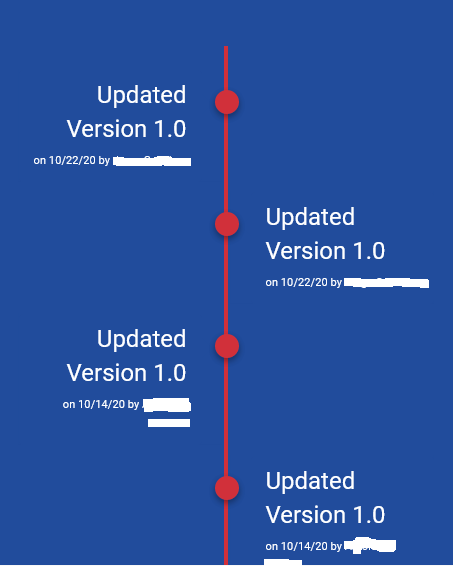 Updated
Version 1.0
on 10/22/20 by
Updated
Version 1.0
on 10/22/20 by
Updated
Version 1.0
on 10/14/20 by
Updated
Version 1.0
on 10/14/20 by